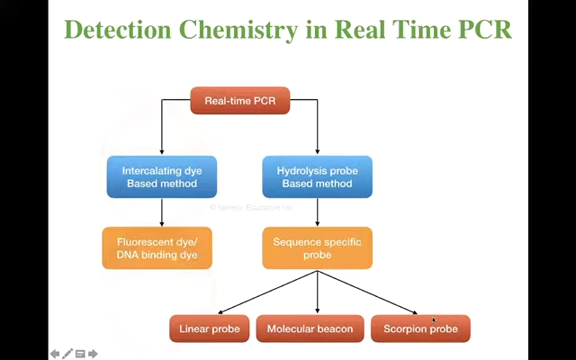 Detection Chemistry in Real Time PCR
Real-time PCR
Intercalating dye
Based method
Hydrolysis probe
Based method
Fluorescent dye/
DNA binding dye
Sequence specific
probe
Linear probe
Molecular beacon
Scorpion probe